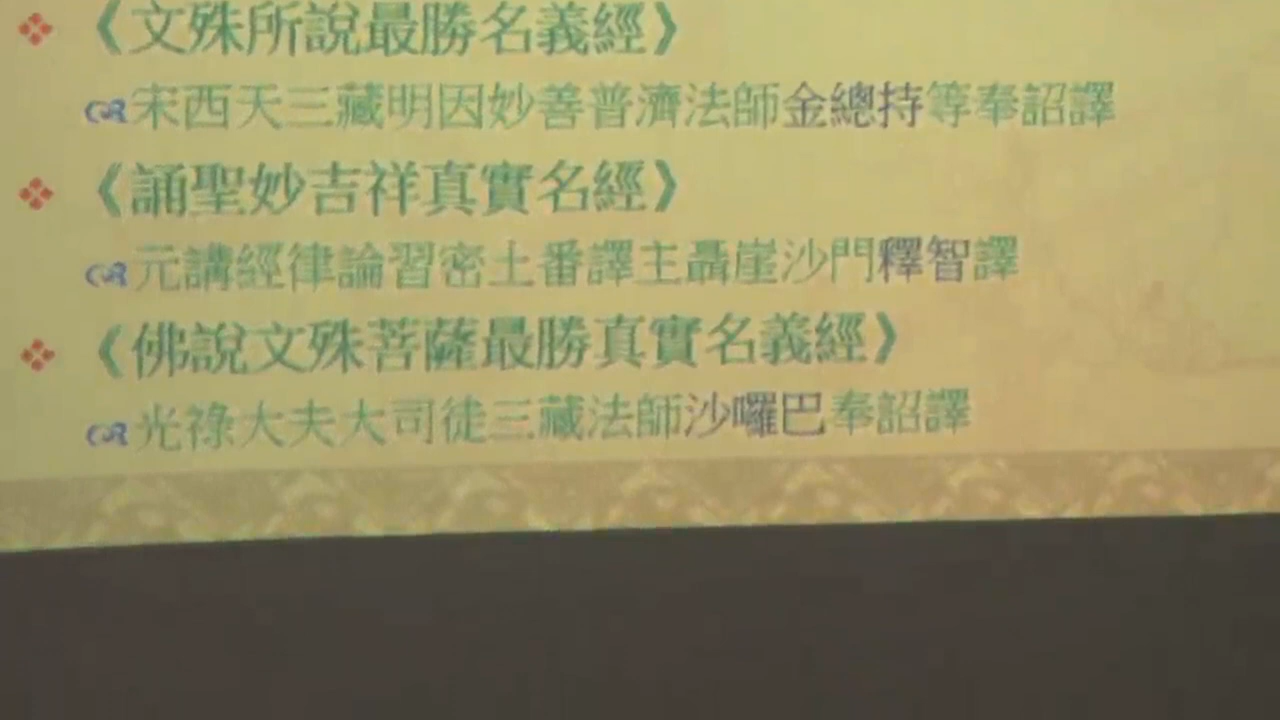 《文殊所說最勝名義經》
宋西天三藏明因妙善普濟法師金總持等奉詔譯
《誦聖妙吉祥真實名經》
元講經律論習密土番譯主聶崖沙門釋智譯
《佛說文殊菩薩最勝真實名義經》
光祿大夫大司徒三藏法師沙囉巴奉詔譯